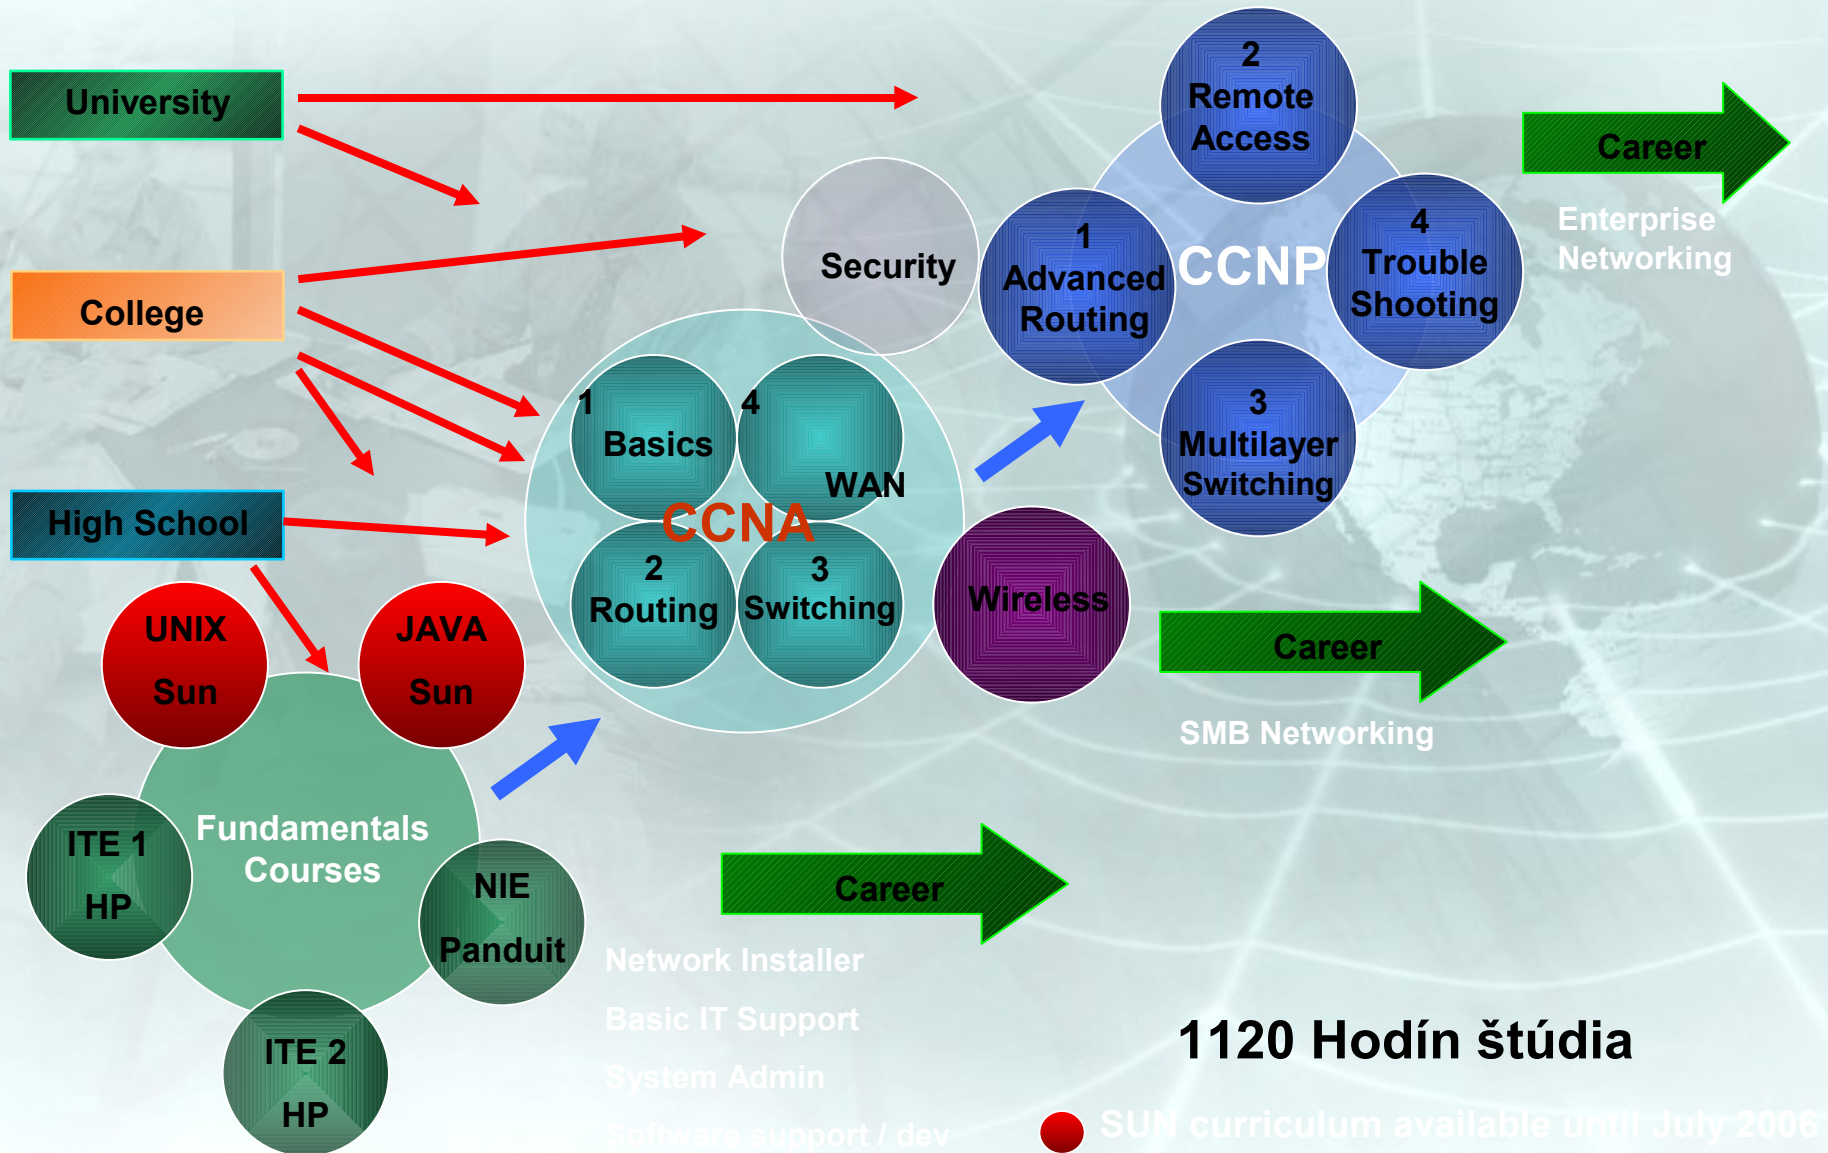 University
College
High School
UNIX
Sun
JAVA
Sun
Fundamentals
Courses
ITE 1
HP
ITE 2
HP
NIE
Panduit
1
Basics
4
WAN
CCNA
2
Routing
3
Switching
Security
Wireless
2
Remote
Access
1
Advanced
Routing
CCNP
4
Trouble
Shooting
3
Multilayer
Switching
Career
Enterprise
Networking
Career
SMB Networking
Career
Network Installer
Basic IT Support
System Admin
Software support / dev
1120 Hodín štúdia
SUN curriculum available until July 2006